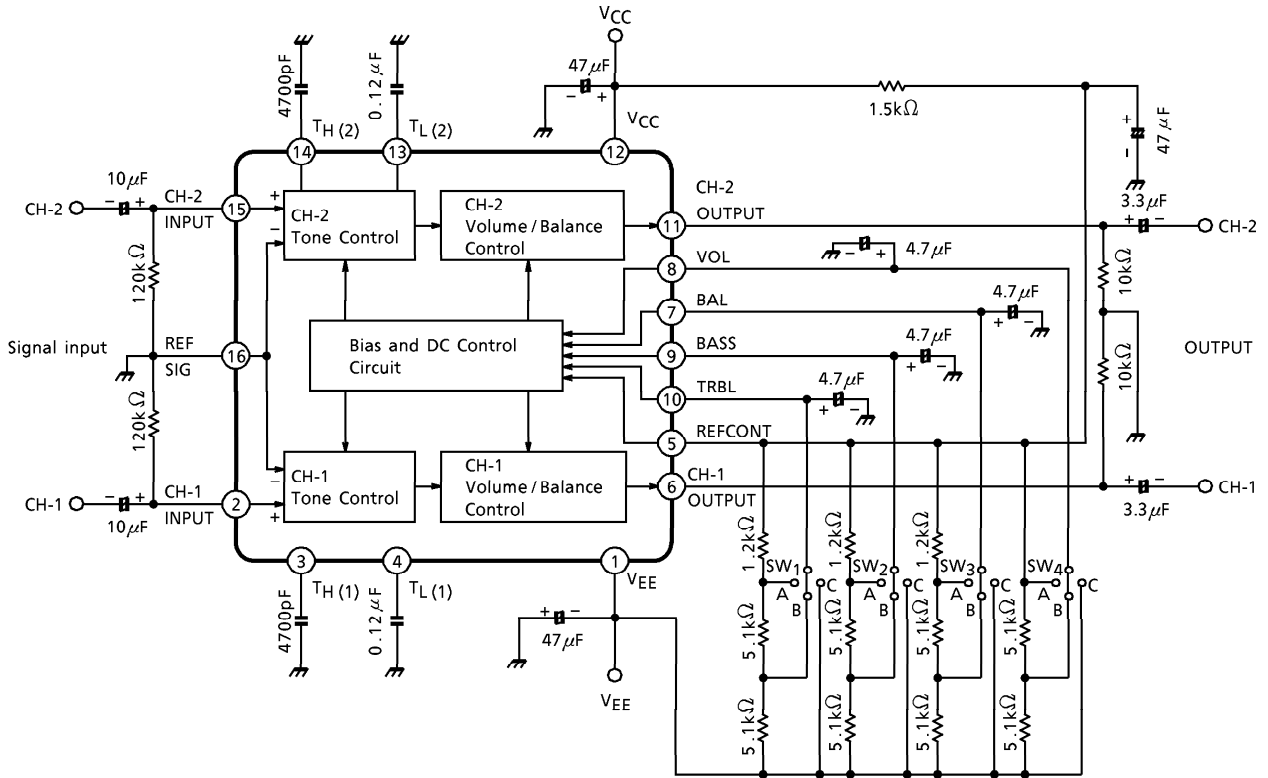 VCC
47μF
− +
4700pF
0.12μF
1.5kΩ
+
−
47μF
TH (2)
TL (2)
VCC
14
13
12
10μF
CH-2
− +
CH-2
INPUT
15
+
−
CH-2
Tone Control
CH-2
Volume / Balance
Control
CH-2
OUTPUT
11
3.3μF
+ −
CH-2
− +
4.7μF
VOL
8
120kΩ
10kΩ
4.7μF
BAL
7
+ −
Signal input
REF
SIG
16
Bias and DC Control
Circuit
BASS
9
4.7μF
+ −
OUTPUT
10kΩ
TRBL
10
4.7μF
+ −
120kΩ
REFCONT
5
CH-1
− +
10μF
CH-1
INPUT
2
−
+
CH-1
Tone Control
CH-1
Volume / Balance
Control
6
CH-1
OUTPUT
+ −
3.3μF
CH-1
3
4
1
TH (1)
TL (1)
VEE
4700pF
0.12μF
+ −
47μF
VEE
1.2kΩ
1.2kΩ
1.2kΩ
SW1
A
B
C
SW2
A
B
C
SW3
A
B
C
SW4
A
B
C
5.1kΩ
5.1kΩ
5.1kΩ
5.1kΩ
5.1kΩ
5.1kΩ
5.1kΩ
5.1kΩ